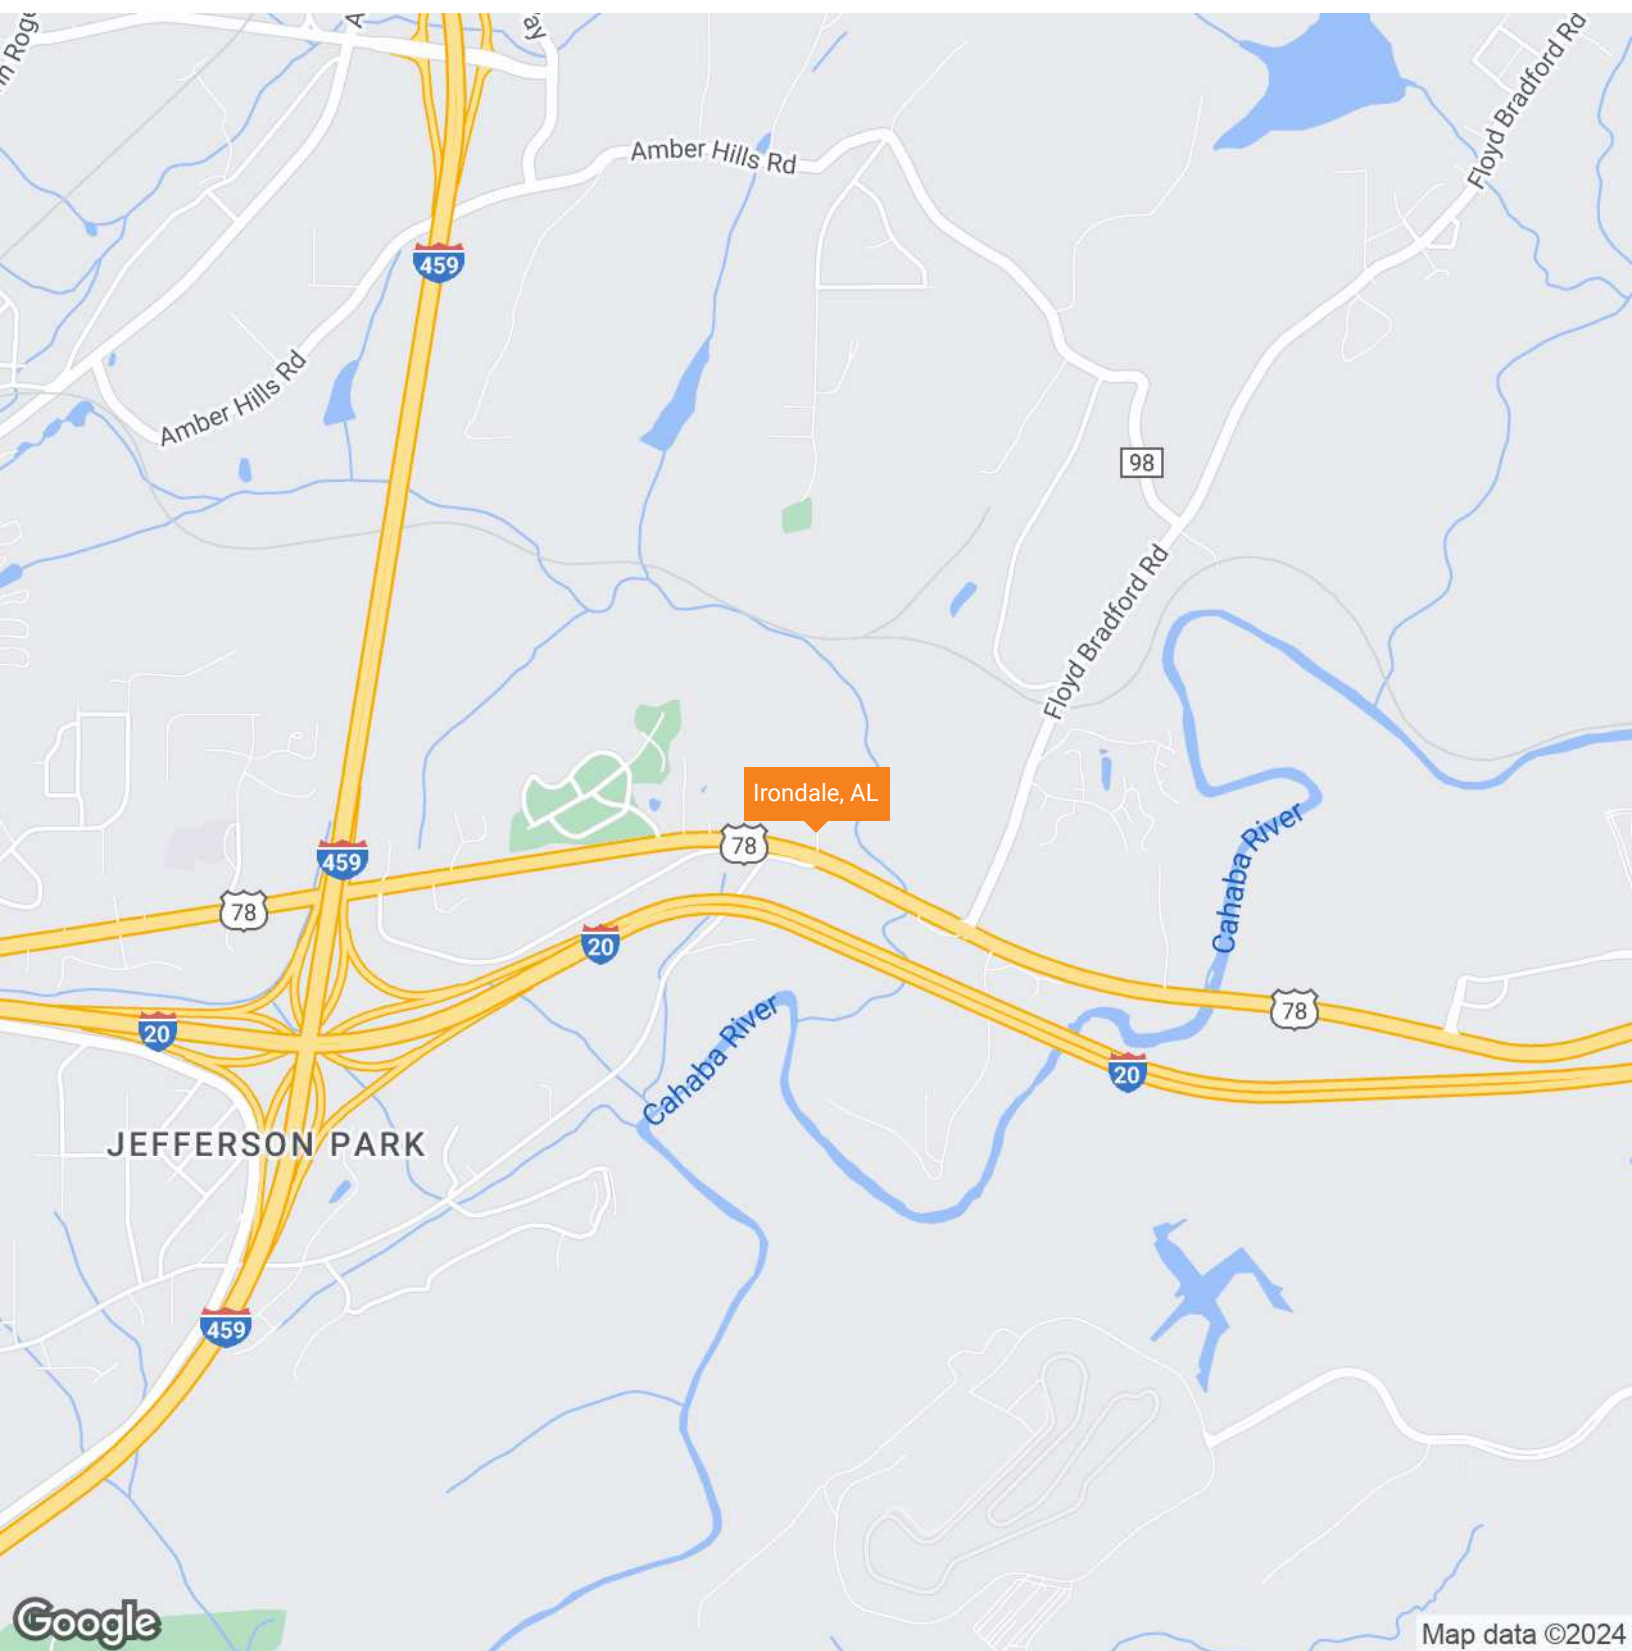 Floyd Bradford Rd
Amber Hills Rd
459
Amber Hills Rd
98
Floyd Bradford Rd
Irondale, AL
78
459
Cahaba River
78
20
Cahaba River
78
20
20
JEFFERSON PARK
459
Google
Map data ©2024